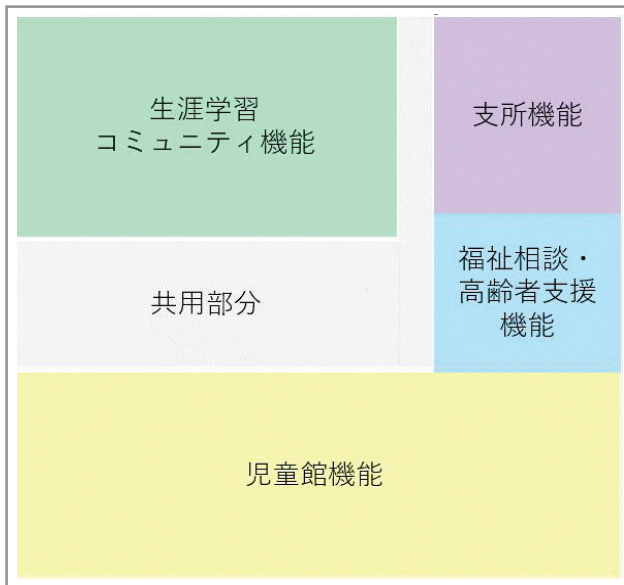 生涯学習
コミュニティ機能
支所機能
共用部分
福祉相談・
高齢者支援
機能
児童館機能